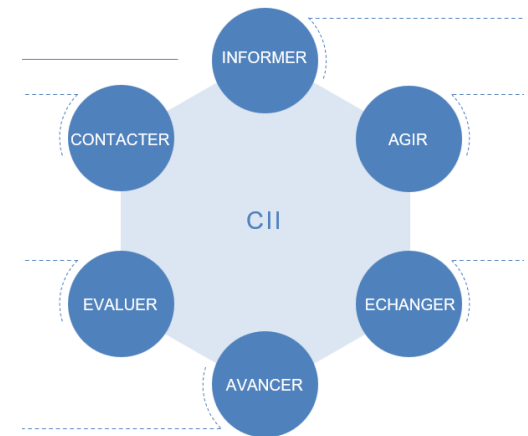 INFORMER
CONTACTER
AGIR
CII
EVALUER
ECHANGER
AVANCER